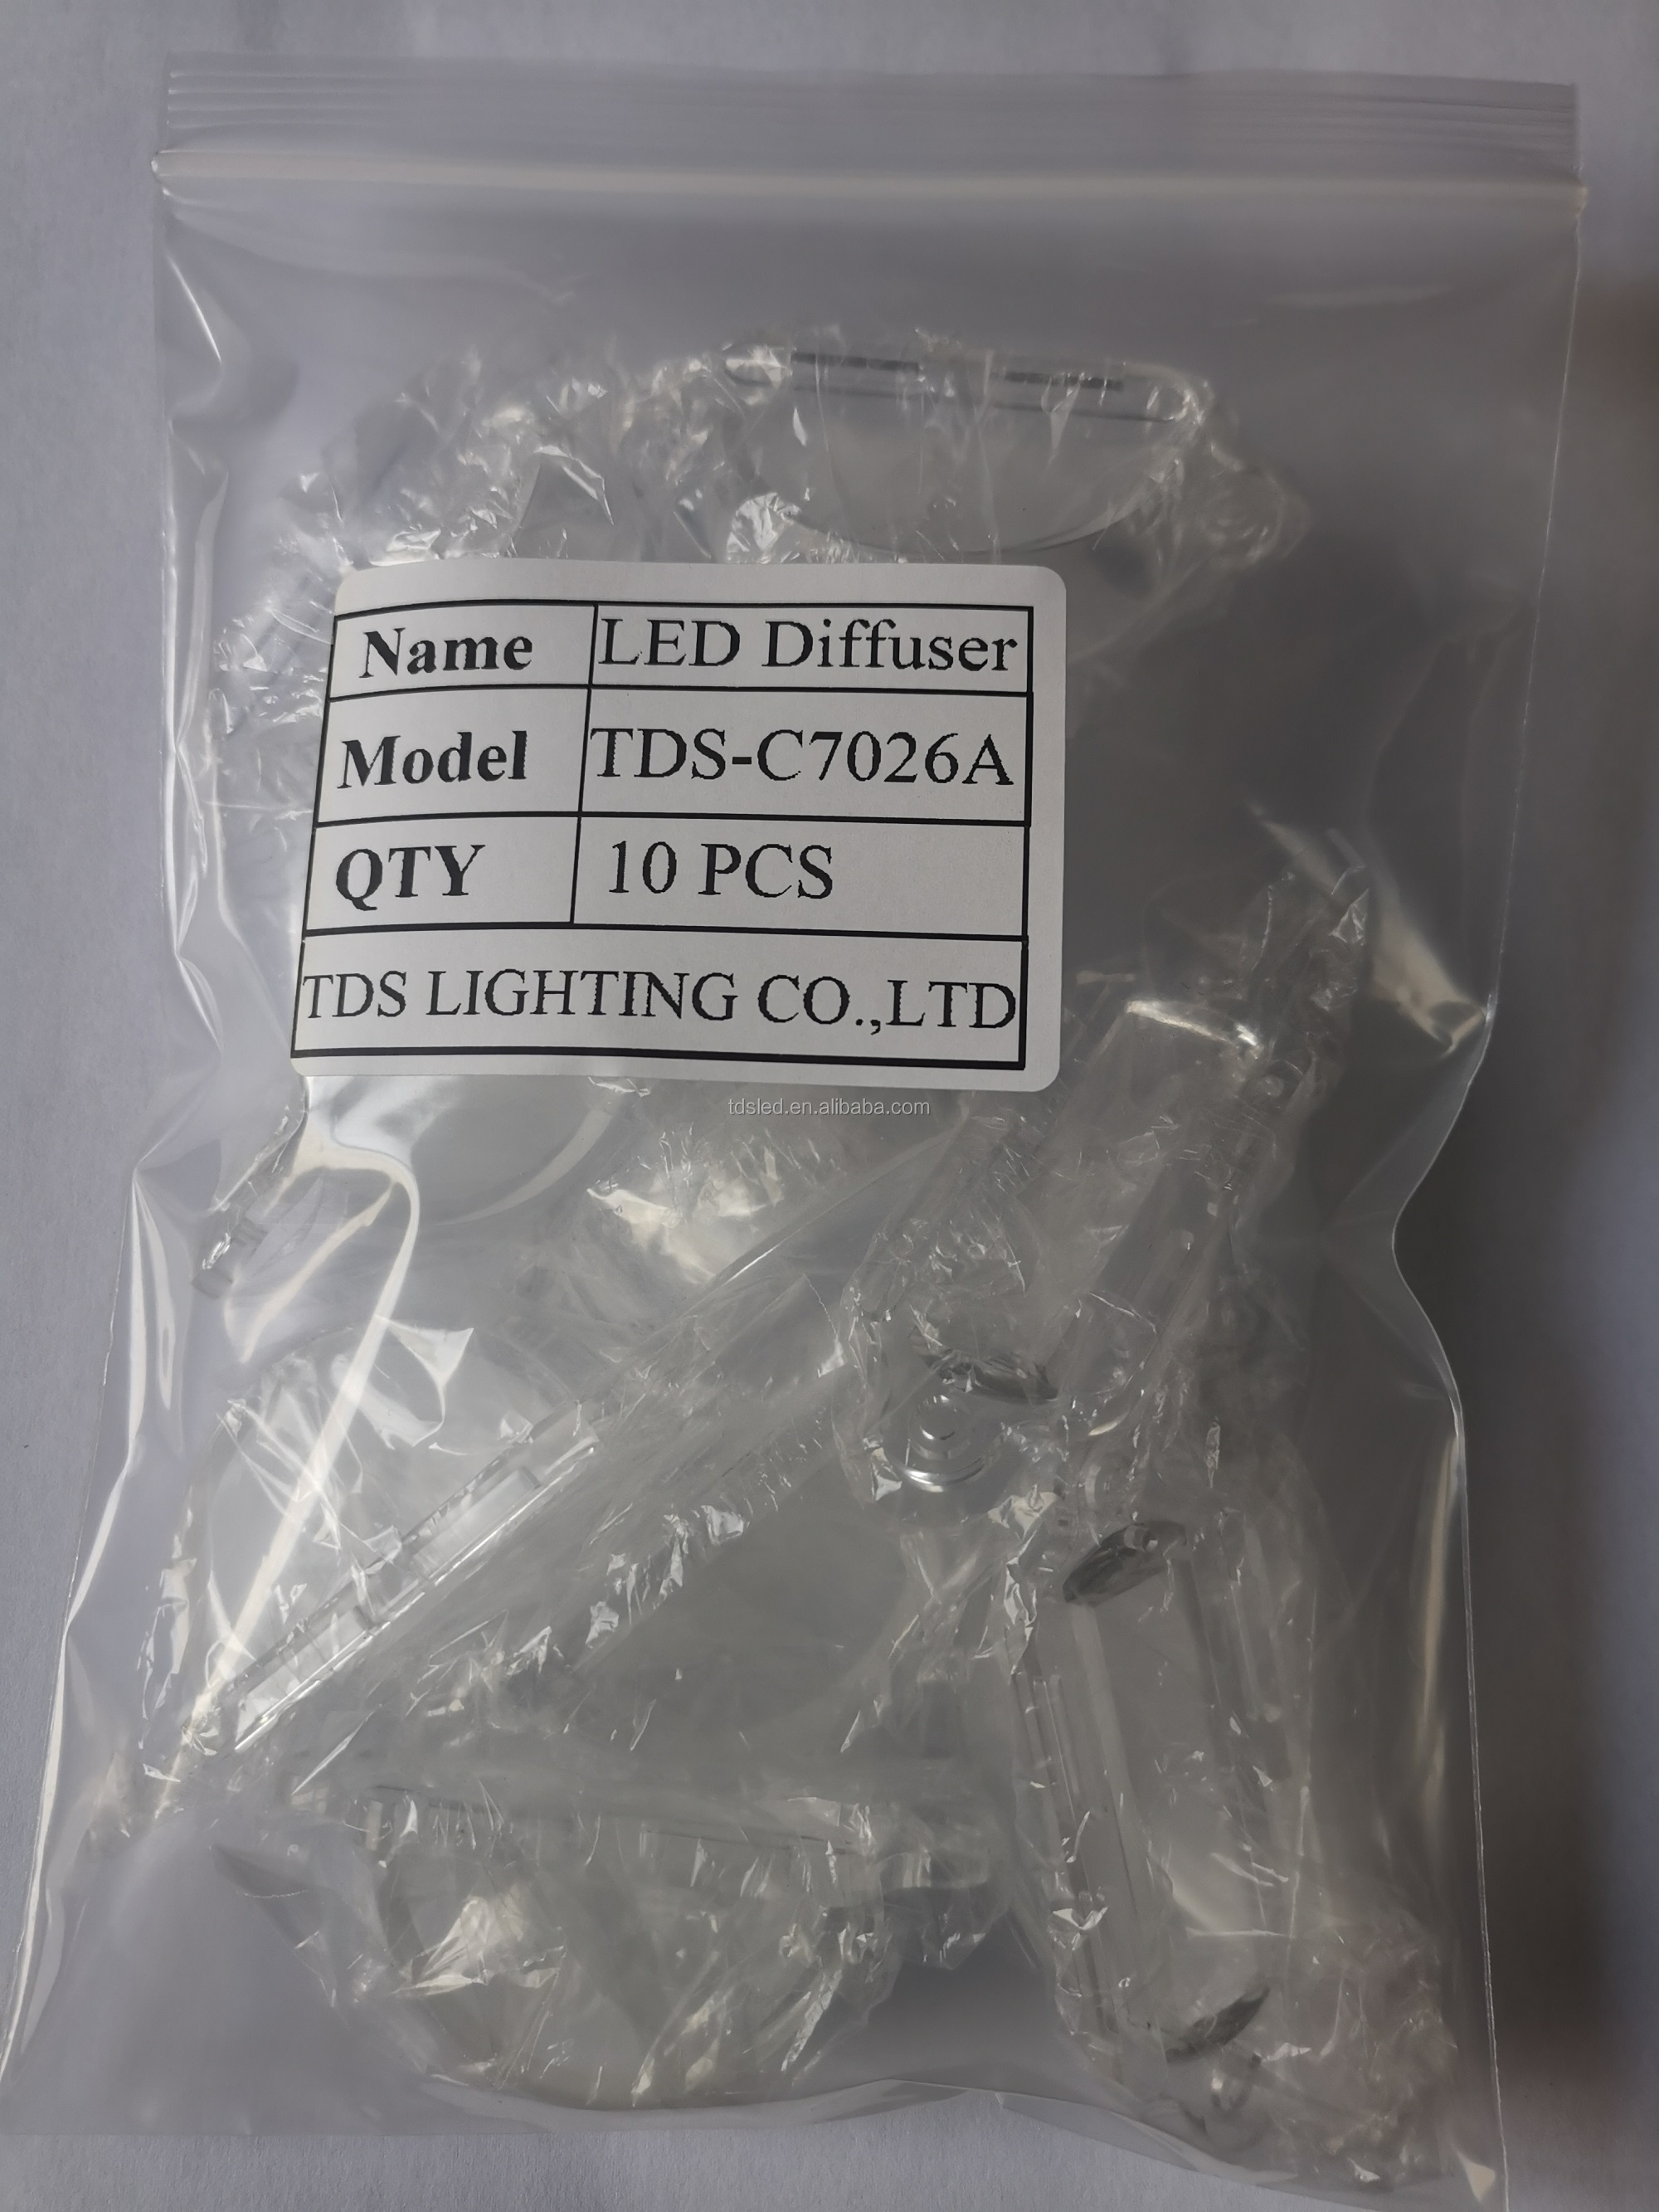 Name LED Diffuser
Model TDS-C7026A
QTY 10 PCS
TDS LIGHTING CO.,LTD
tdsled.en.alibaba.com